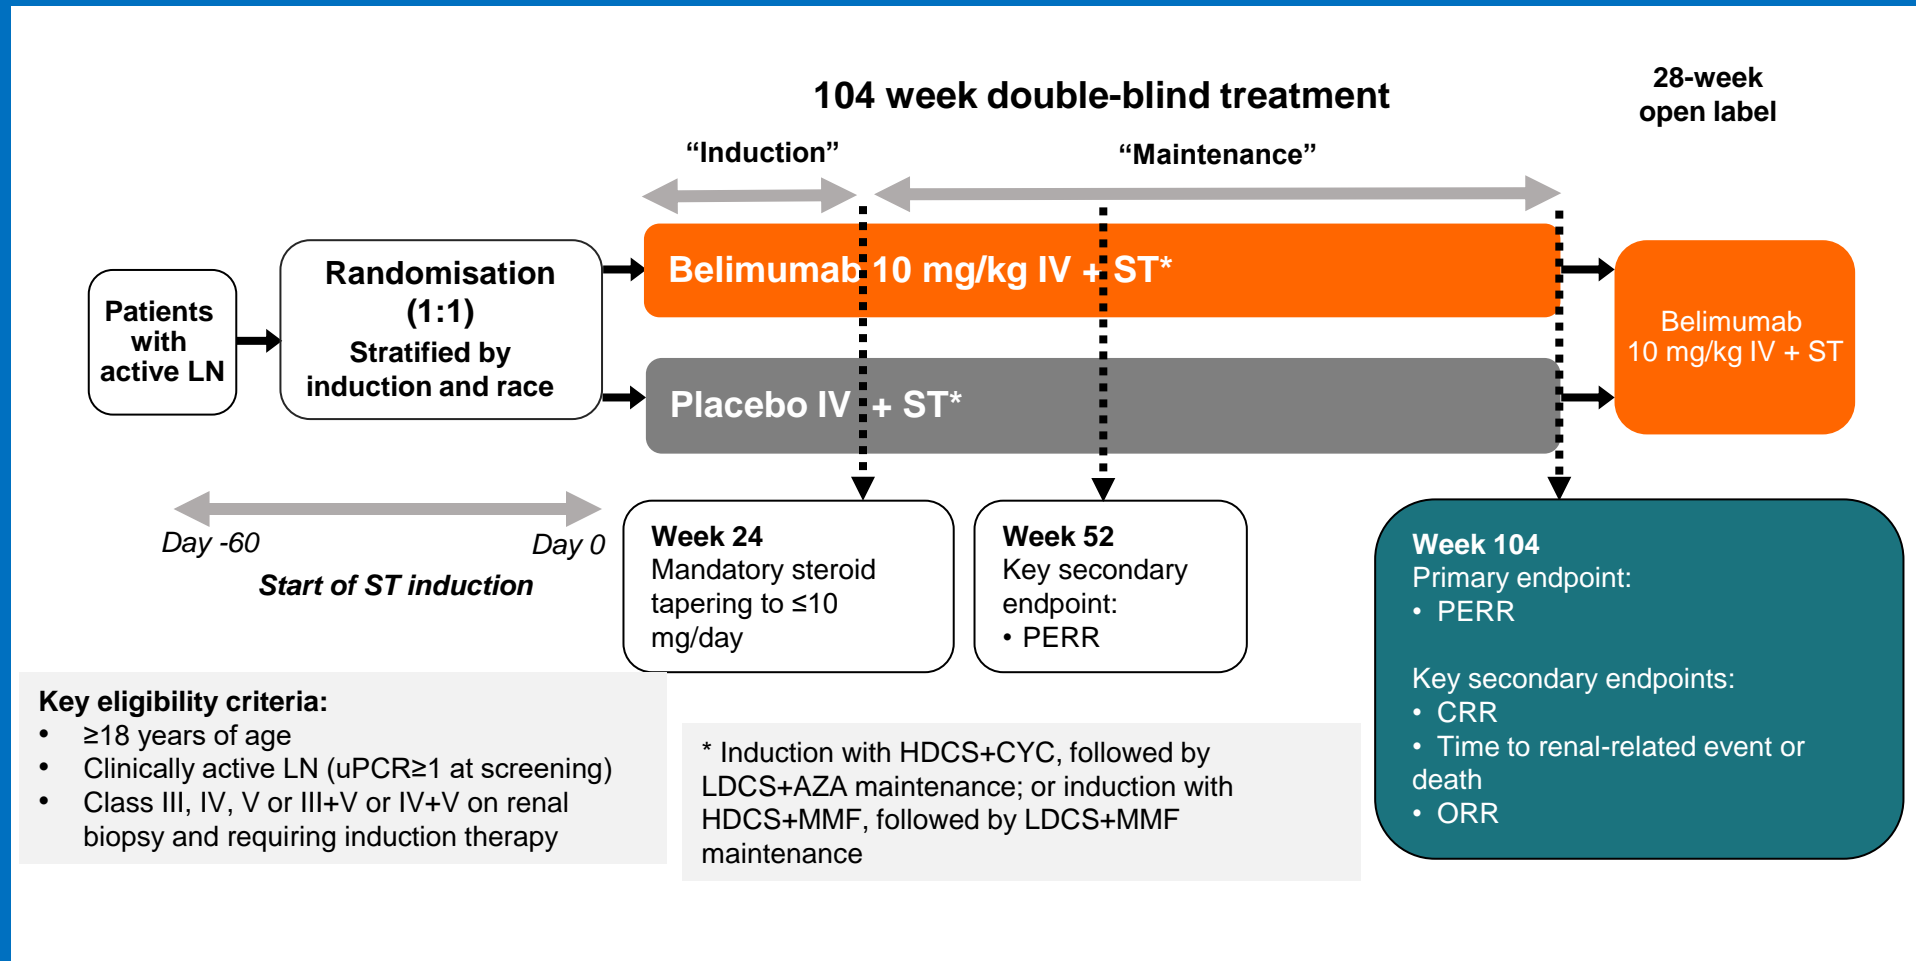 104 week double-blind treatment
28-week
open label
“Induction”
“Maintenance”
Patients
with
active LN
Randomisation
(1:1)
Stratified by
induction and race
Belimumab 10 mg/kg IV + ST*
Placebo IV + ST*
Belimumab
10 mg/kg IV + ST
Day -60
Day 0
Start of ST induction
Week 24
Mandatory steroid
tapering to ≤10
mg/day
Week 52
Key secondary
endpoint:
• PERR
Week 104
Primary endpoint:
• PERR
Key secondary endpoints:
• CRR
• Time to renal-related event or
death
• ORR
Key eligibility criteria:
• ≥18 years of age
• Clinically active LN (uPCR≥1 at screening)
• Class III, IV, V or III+V or IV+V on renal
biopsy and requiring induction therapy
* Induction with HDCS+CYC, followed by
LDCS+AZA maintenance; or induction with
HDCS+MMF, followed by LDCS+MMF
maintenance